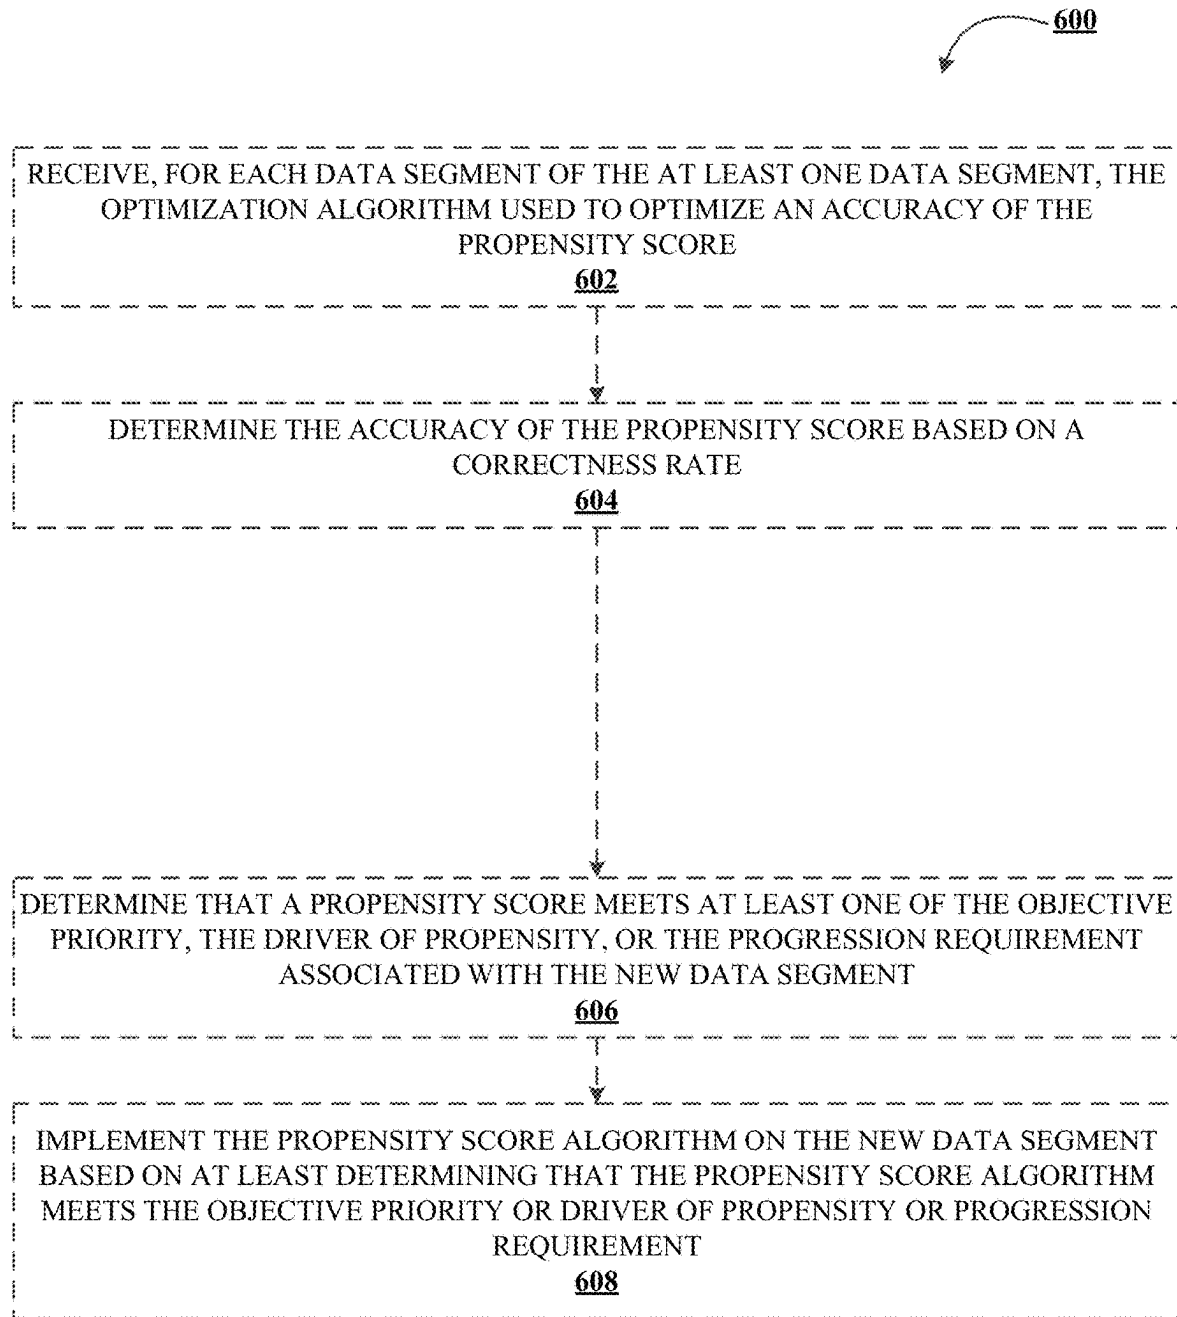 600
RECEIVE, FOR EACH DATA SEGMENT OF THE AT LEAST ONE DATA SEGMENT, THE
OPTIMIZATION ALGORITHM USED TO OPTIMIZE AN ACCURACY OF THE
PROPENSITY SCORE
602
DETERMINE THE ACCURACY OF THE PROPENSITY SCORE BASED ON A
CORRECTNESS RATE
604
DETERMINE THAT A PROPENSITY SCORE MEETS AT LEAST ONE OF THE OBJECTIVE
PRIORITY, THE DRIVER OF PROPENSITY, OR THE PROGRESSION REQUIREMENT
ASSOCIATED WITH THE NEW DATA SEGMENT
606
IMPLEMENT THE PROPENSITY SCORE ALGORITHM ON THE NEW DATA SEGMENT
BASED ON AT LEAST DETERMINING THAT THE PROPENSITY SCORE ALGORITHM
MEETS THE OBJECTIVE PRIORITY OR DRIVER OF PROPENSITY OR PROGRESSION
REQUIREMENT
608